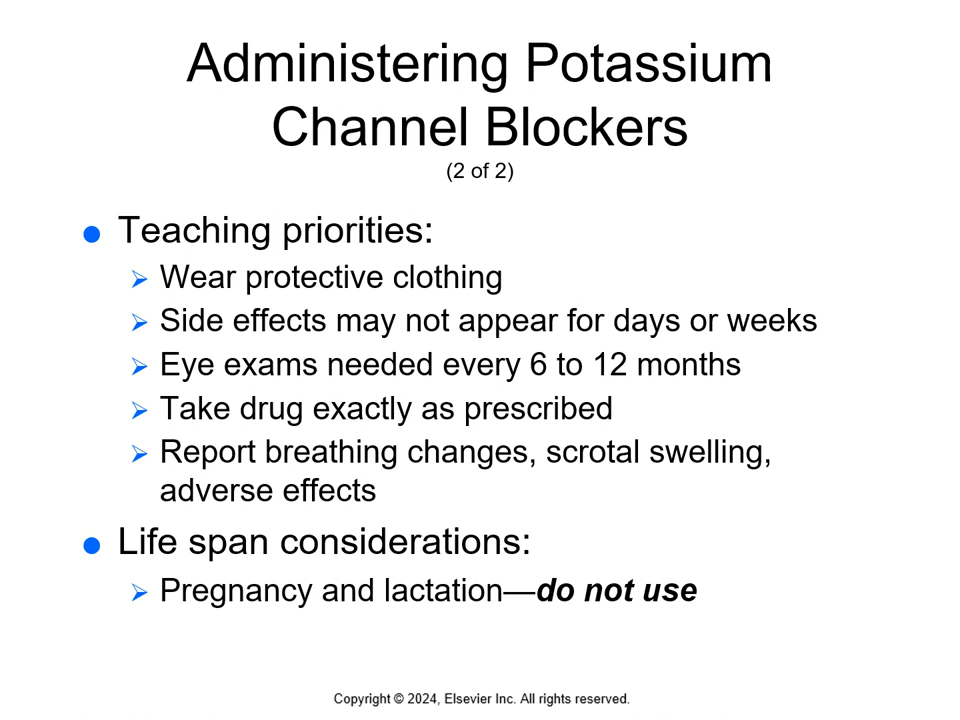 Administering Potassium
Channel Blockers
(2 of 2)
● Teaching priorities:
➢ Wear protective clothing
➢ Side effects may not appear for days or weeks
➢ Eye exams needed every 6 to 12 months
➢ Take drug exactly as prescribed
➢ Report breathing changes, scrotal swelling,
adverse effects
● Life span considerations:
➢ Pregnancy and lactation—do not use
Copyright © 2024, Elsevier Inc. All rights reserved.